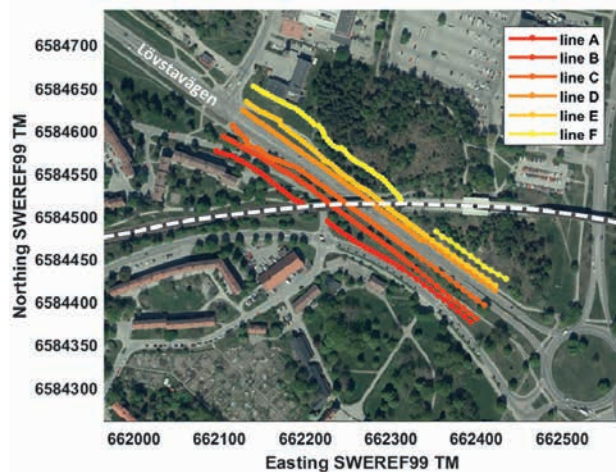 6584700
6584650
6584600
6584550
6584500
6584450
6584400
6584350
6584300
Northing SWEREF99 TM
Lövstavägen
line A
line B
line C
line D
line E
line F
662000 662100 662200 662300 662400 662500
Easting SWEREF99 TM